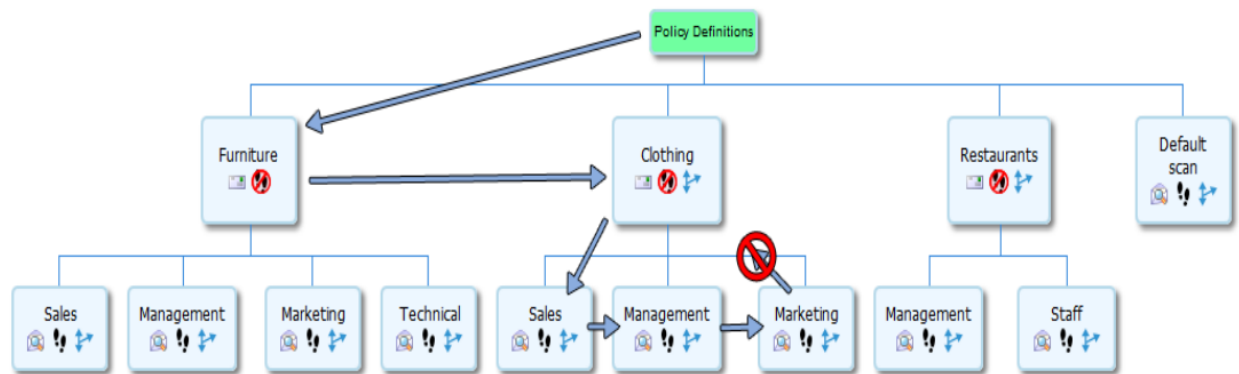 Policy Definitions
Furniture
Clothing
Restaurants
Default
scan
Sales
Management
Marketing
Technical
Sales
Management
Marketing
Management
Staff